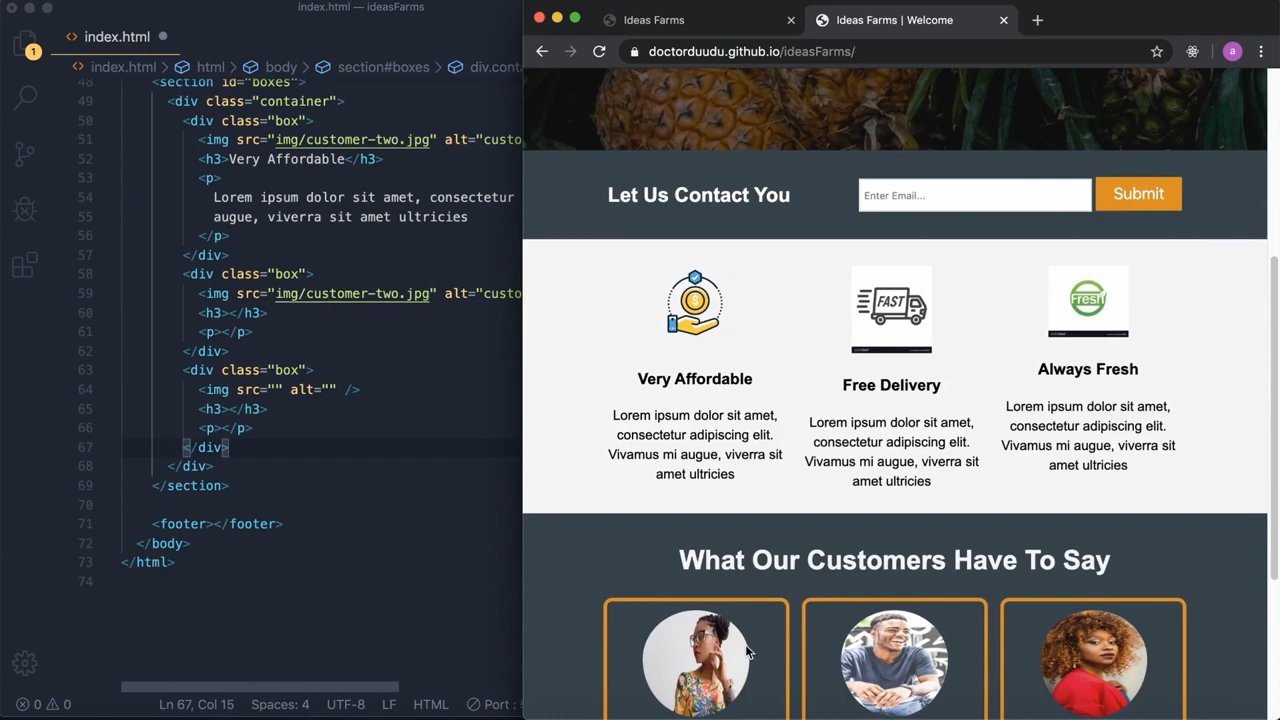 index.html — ideasFarms
index.html
1
index.html > html > body > section#boxes > div.conta
48 <section id="boxes">
49 <div class="container">
50 <div class="box">
51 <img src="img/customer-two.jpg" alt="custo
52 <h3>Very Affordable</h3>
53 <p>
54 Lorem ipsum dolor sit amet, consectetur
55 augue, viverra sit amet ultricies
56 </p>
57 </div>
58 <div class="box">
59 <img src="img/customer-two.jpg" alt="custo
60 <h3></h3>
61 <p></p>
62 </div>
63 <div class="box">
64 <img src="" alt="" />
65 <h3></h3>
66 <p></p>
67 </div>
68 </div>
69 </section>
70
71 <footer></footer>
72 </body>
73 </html>
74
0 0 Ln 67, Col 15 Spaces: 4 UTF-8 LF HTML Port : 5
Ideas Farms
Ideas Farms | Welcome
doctorduudu.github.io/ideasFarms/
a
Let Us Contact You
Enter Email...
Submit
$
Very Affordable
Lorem ipsum dolor sit amet,
consectetur adipiscing elit.
Vivamus mi augue, viverra sit
amet ultricies
FAST
Free Delivery
Lorem ipsum dolor sit amet,
consectetur adipiscing elit.
Vivamus mi augue, viverra sit
amet ultricies
Fresh
Always Fresh
Lorem ipsum dolor sit amet,
consectetur adipiscing elit.
Vivamus mi augue, viverra sit
amet ultricies
What Our Customers Have To Say